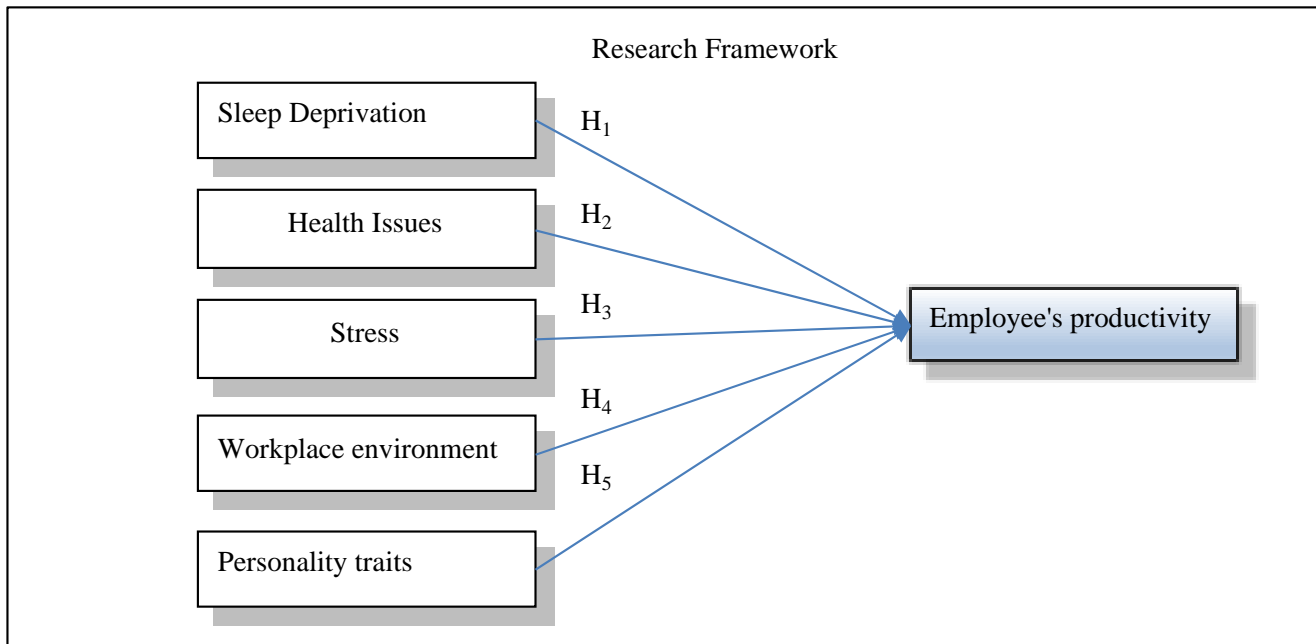 Research Framework
Sleep Deprivation
H₁
Health Issues
H₂
Stress
H₃
Employee's productivity
Workplace environment
H₄
Personality traits
H₅